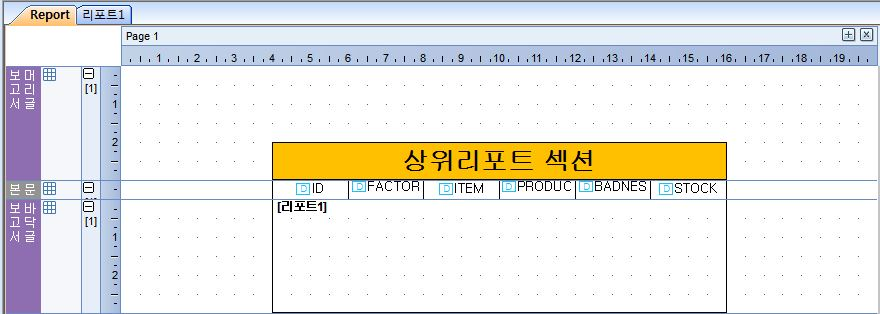 Report 리포트1
Page 1
1 2 3 4 5 6 7 8 9 10 11 12 13 14 15 16 17 18 19
보 머
고 리
서 글
[1]
1
2
상위리포트 섹션
본 문
D ID D FACTOR D ITEM D PRODUC D BADNES D STOCK
보 바
고 닥
서 글
[1]
[리포트1]
1
2